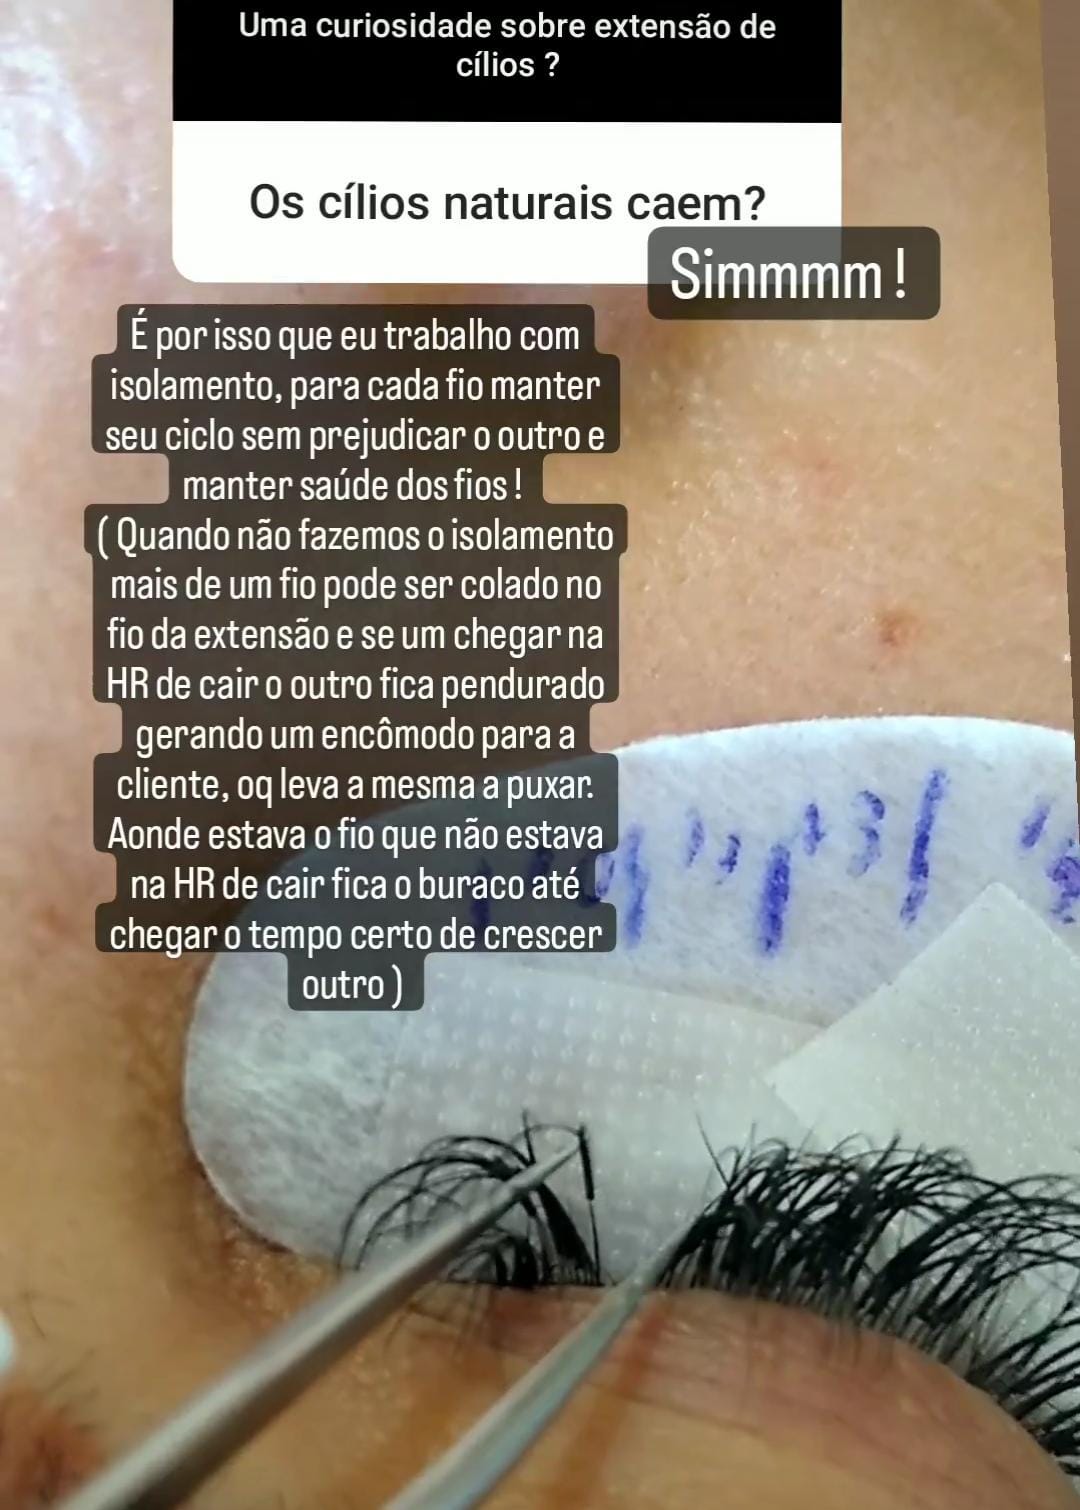 Uma curiosidade sobre extensão de
cílios ?
Os cílios naturais caem?
Simmmm !
É por isso que eu trabalho com
isolamento, para cada fio manter
seu ciclo sem prejudicar o outro e
manter saúde dos fios !
( Quando não fazemos o isolamento
mais de um fio pode ser colado no
fio da extensão e se um chegar na
HR de cair o outro fica pendurado
gerando um encômodo para a
cliente, oq leva a mesma a puxar.
Aonde estava o fio que não estava
na HR de cair fica o buraco até
chegar o tempo certo de crescer
outro )